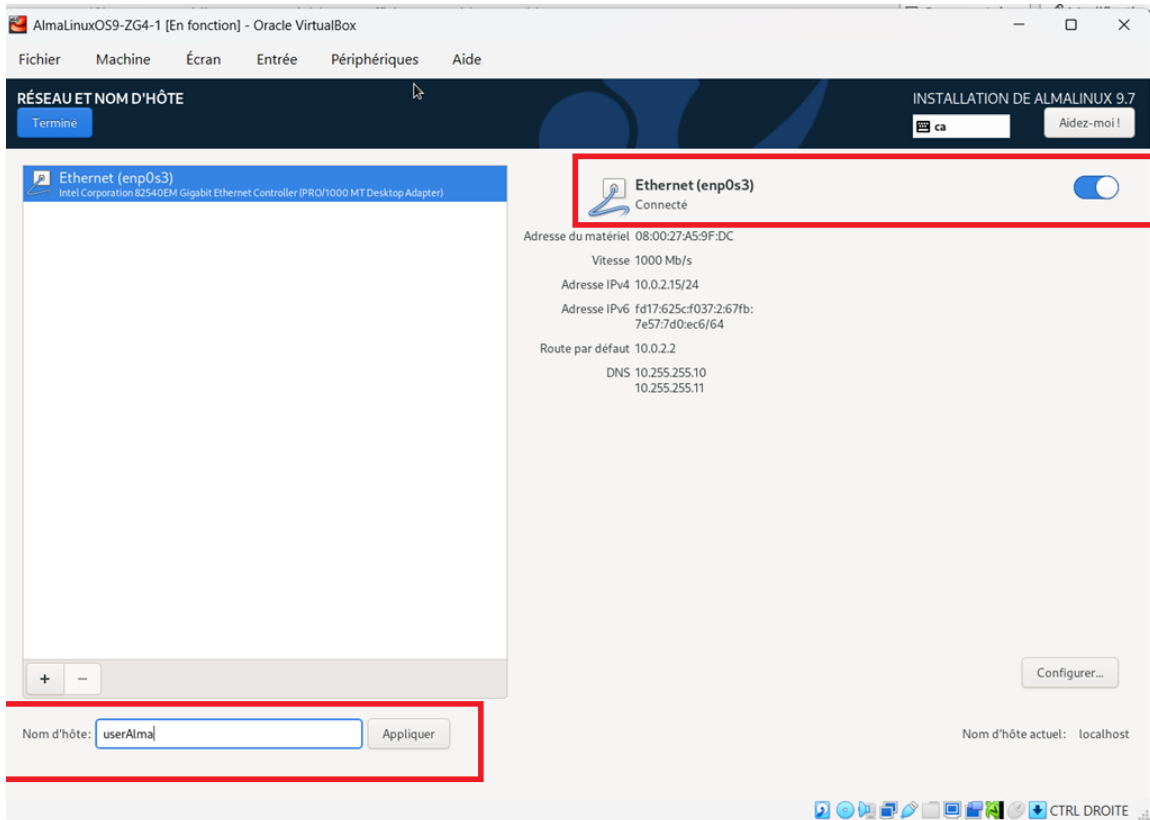 AlmaLinuxOS9-ZG4-1 [En fonction] - Oracle VirtualBox
Fichier Machine Écran Entrée Périphériques Aide
RÉSEAU ET NOM D'HÔTE
Terminé
INSTALLATION DE ALMALINUX 9.7
ca
Aidez-moi !
Ethernet (enp0s3)
Intel Corporation 82540EM Gigabit Ethernet Controller (PRO/1000 MT Desktop Adapter)
Ethernet (enp0s3)
Connecté
Adresse du matériel 08:00:27:A5:9F:DC
Vitesse 1000 Mb/s
Adresse IPv4 10.0.2.15/24
Adresse IPv6 fd17:625c:f037:2:67fb:
7e57:7d0:ec6/64
Route par défaut 10.0.2.2
DNS 10.255.255.10
10.255.255.11
+ −
Configurer...
Nom d'hôte: userAlma Appliquer
Nom d'hôte actuel: localhost
CTRL DROITE